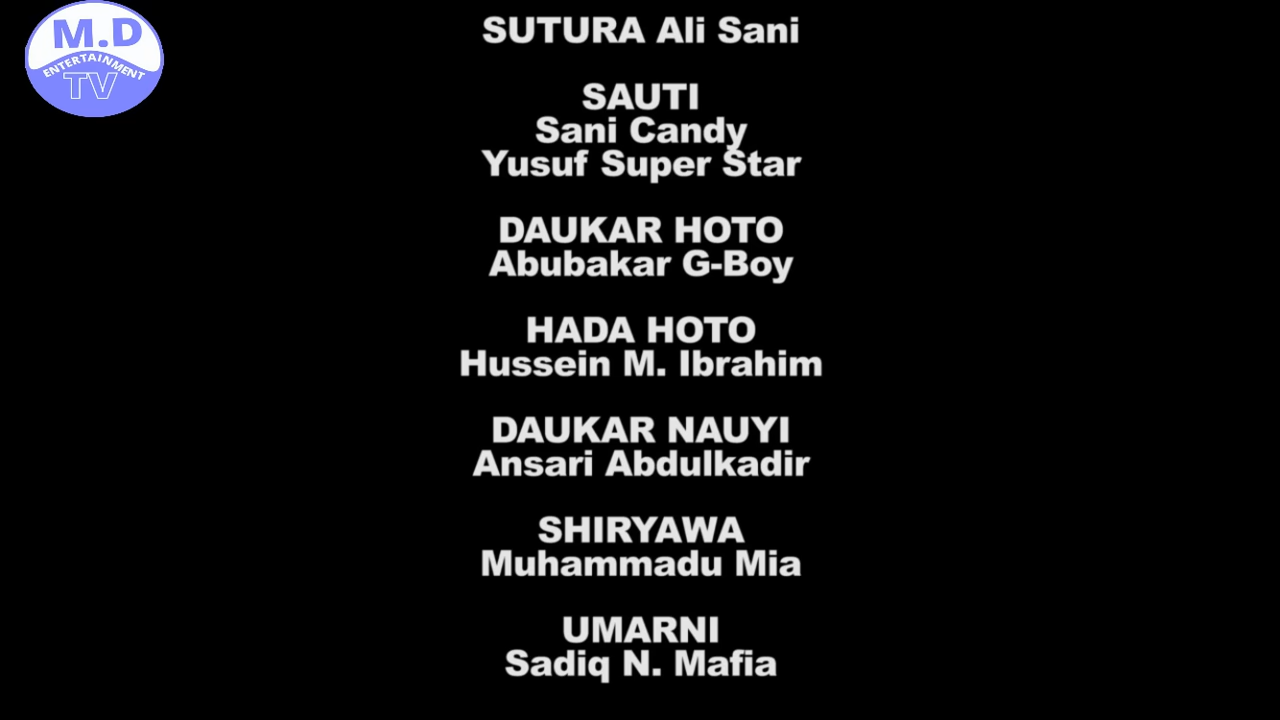 M.D
ENTERTAINMENT
TV
SUTURA Ali Sani
SAUTI
Sani Candy
Yusuf Super Star
DAUKAR HOTO
Abubakar G-Boy
HADA HOTO
Hussein M. Ibrahim
DAUKAR NAUYI
Ansari Abdulkadir
SHIRYAWA
Muhammadu Mia
UMARNI
Sadiq N. Mafia